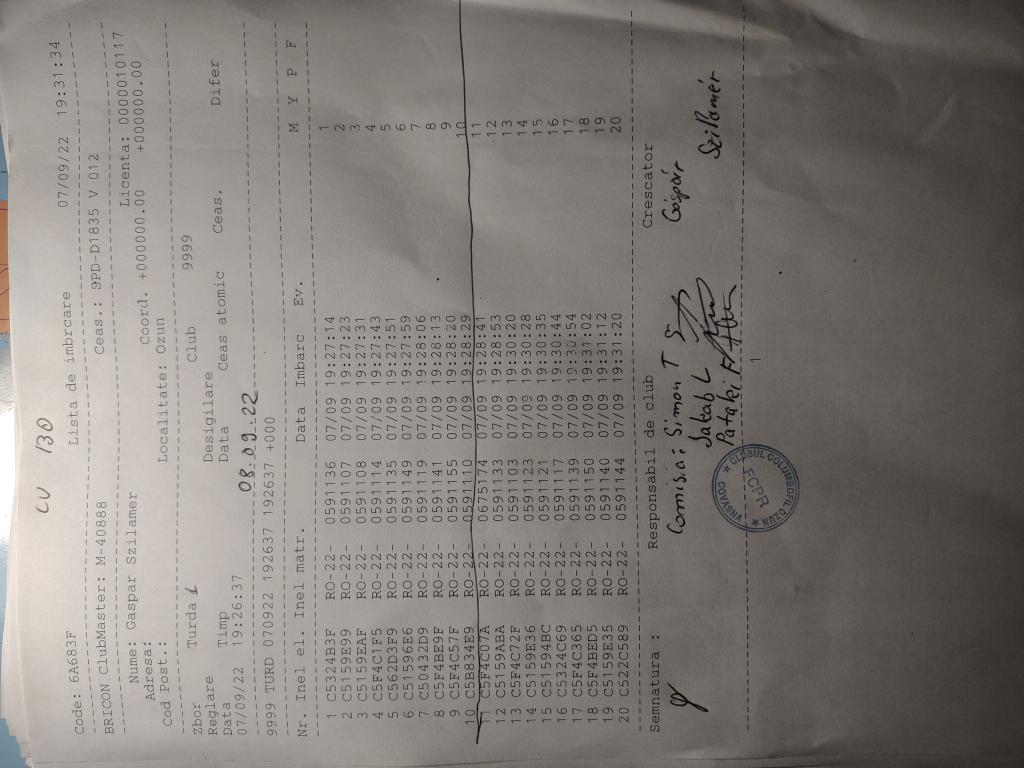 CU 130
Code: 6A683F Lista de imbrcare 07/09/22 19:31:34
BRICON ClubMaster: M-40888 Ceas.: 9PD-D1835 V 012
Nume: Gaspar Szilamer Licenta: 0000010117
Adresa: Coord. +000000.00 +000000.00
Cod Post.: Localitate: Ozun
Zbor Turda 1 Club 9999
Reglare Desigilare
Data Timp Data Ceas atomic Ceas. Difer
07/09/22 19:26:37 08.09.22
9999 TURD 070922 192637 192637 +000
Nr. Inel el. Inel matr. Data Imbarc Ev. M Y P F
1 C5324B3F RO-22- 0591136 07/09 19:27:14 1
2 C5159E99 RO-22- 0591107 07/09 19:27:23 2
3 C5159EAF RO-22- 0591108 07/09 19:27:31 3
4 C5F4C1F5 RO-22- 0591114 07/09 19:27:43 4
5 C562D3F9 RO-22- 0591135 07/09 19:27:51 5
6 C51596E6 RO-22- 0591149 07/09 19:27:59 6
7 C50432D9 RO-22- 0591119 07/09 19:28:06 7
8 C5F4BE9F RO-22- 0591141 07/09 19:28:13 8
9 C5F4C57F RO-22- 0591155 07/09 19:28:20 9
10 C5B834E9 RO-22- 0591110 07/09 19:28:29 10
11 C5F4C07A RO-22- 0675174 07/09 19:28:41 11
12 C5159ABA RO-22- 0591133 07/09 19:28:53 12
13 C5F4C72F RO-22- 0591103 07/09 19:30:20 13
14 C5159E36 RO-22- 0591123 07/09 19:30:28 14
15 C51594BC RO-22- 0591121 07/09 19:30:35 15
16 C5324C69 RO-22- 0591117 07/09 19:30:44 16
17 C5F4C365 RO-22- 0591139 07/09 19:30:54 17
18 C5F4BED5 RO-22- 0591150 07/09 19:31:02 18
19 C5159E35 RO-22- 0591140 07/09 19:31:12 19
20 C522C589 RO-22- 0591144 07/09 19:31:20 20
Semnatura : Responsabil de club Crescator
Comisia: Simon T Gáspár
Jakab L Szilamér
Pataki F.
CLUBUL COLUMBOFIL OZUN * COVASNA *
FCPR
1